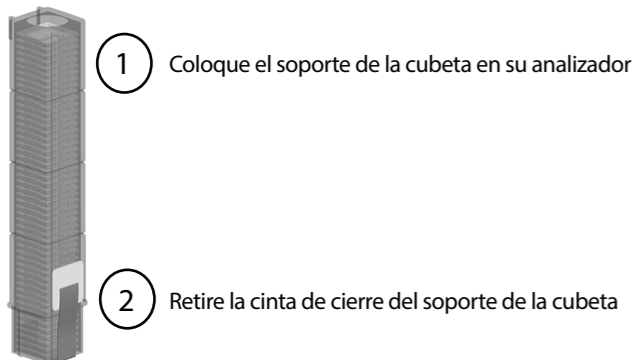 1 Coloque el soporte de la cubeta en su analizador
2 Retire la cinta de cierre del soporte de la cubeta